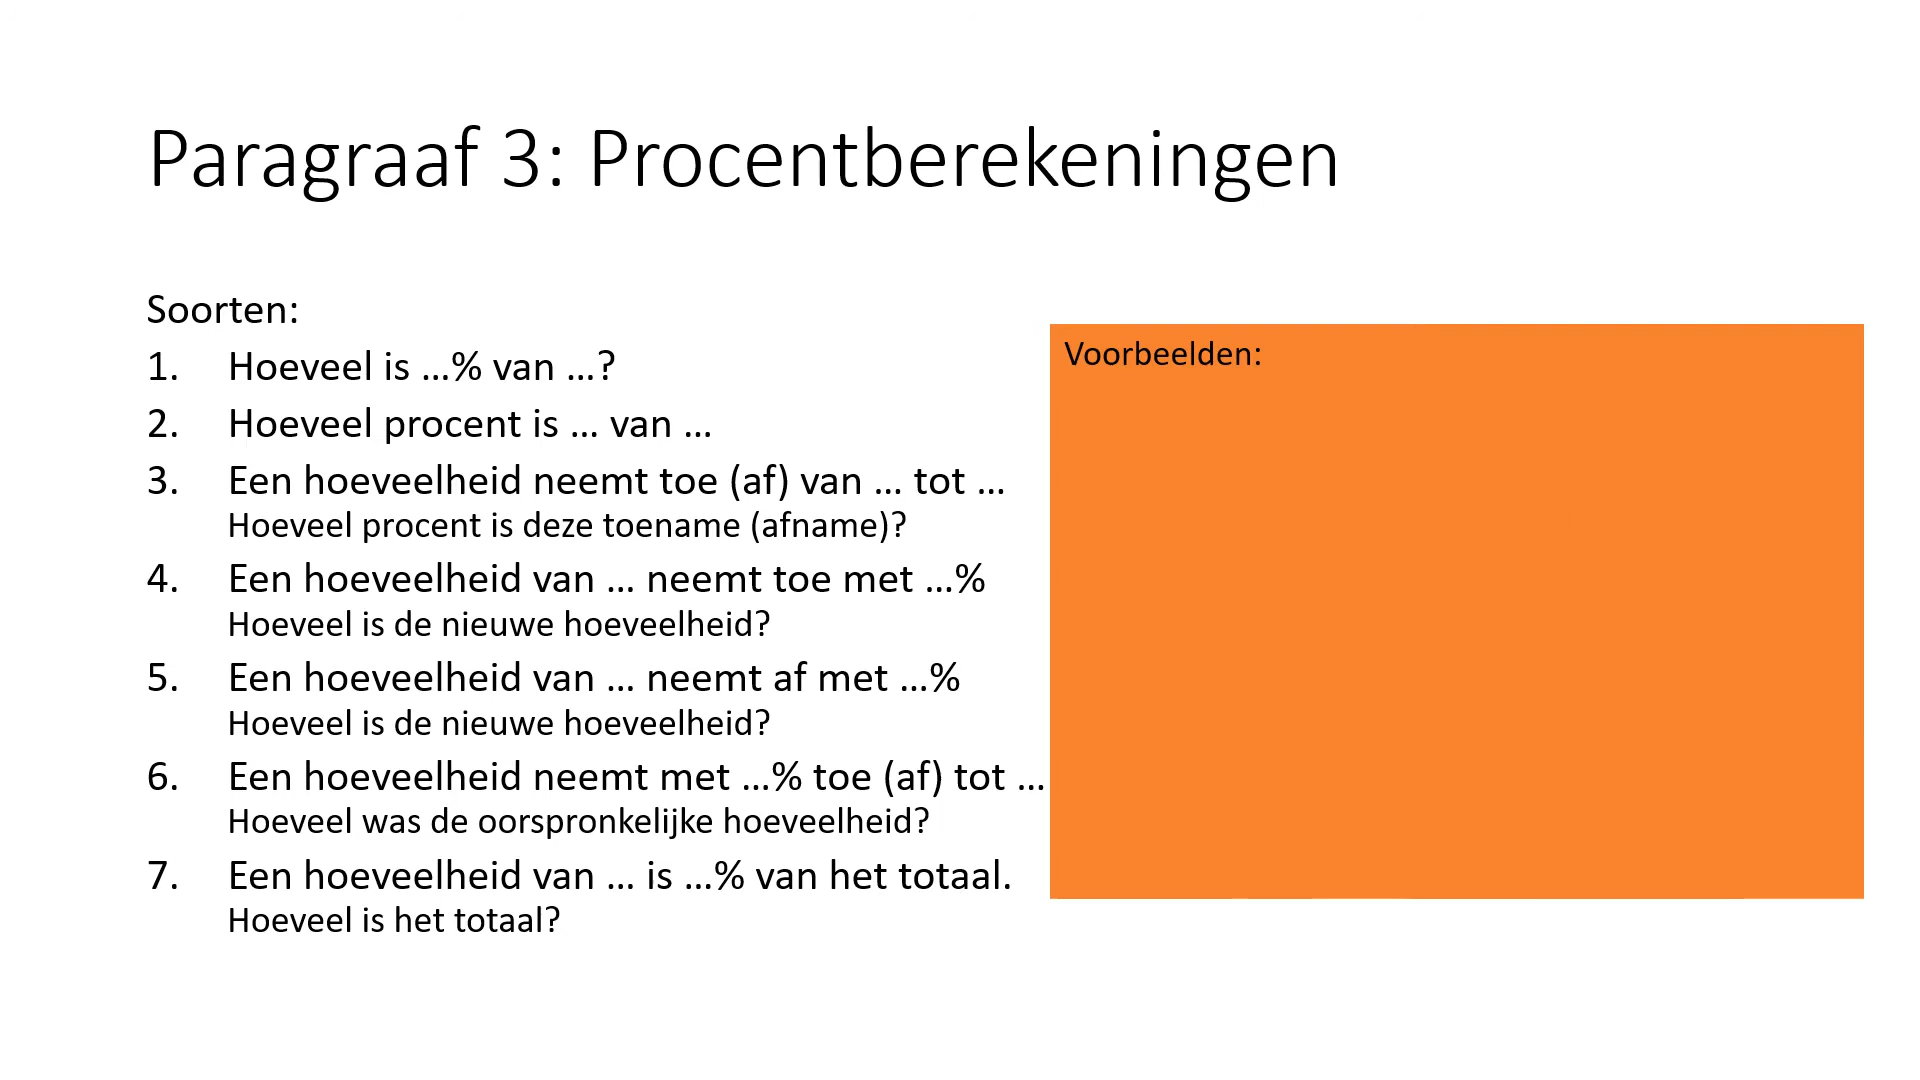 Paragraaf 3: Procentberekeningen
Soorten:
1. Hoeveel is …% van …?
2. Hoeveel procent is … van …
3. Een hoeveelheid neemt toe (af) van … tot …
Hoeveel procent is deze toename (afname)?
4. Een hoeveelheid van … neemt toe met …%
Hoeveel is de nieuwe hoeveelheid?
5. Een hoeveelheid van … neemt af met …%
Hoeveel is de nieuwe hoeveelheid?
6. Een hoeveelheid neemt met …% toe (af) tot …
Hoeveel was de oorspronkelijke hoeveelheid?
7. Een hoeveelheid van … is …% van het totaal.
Hoeveel is het totaal?
Voorbeelden: